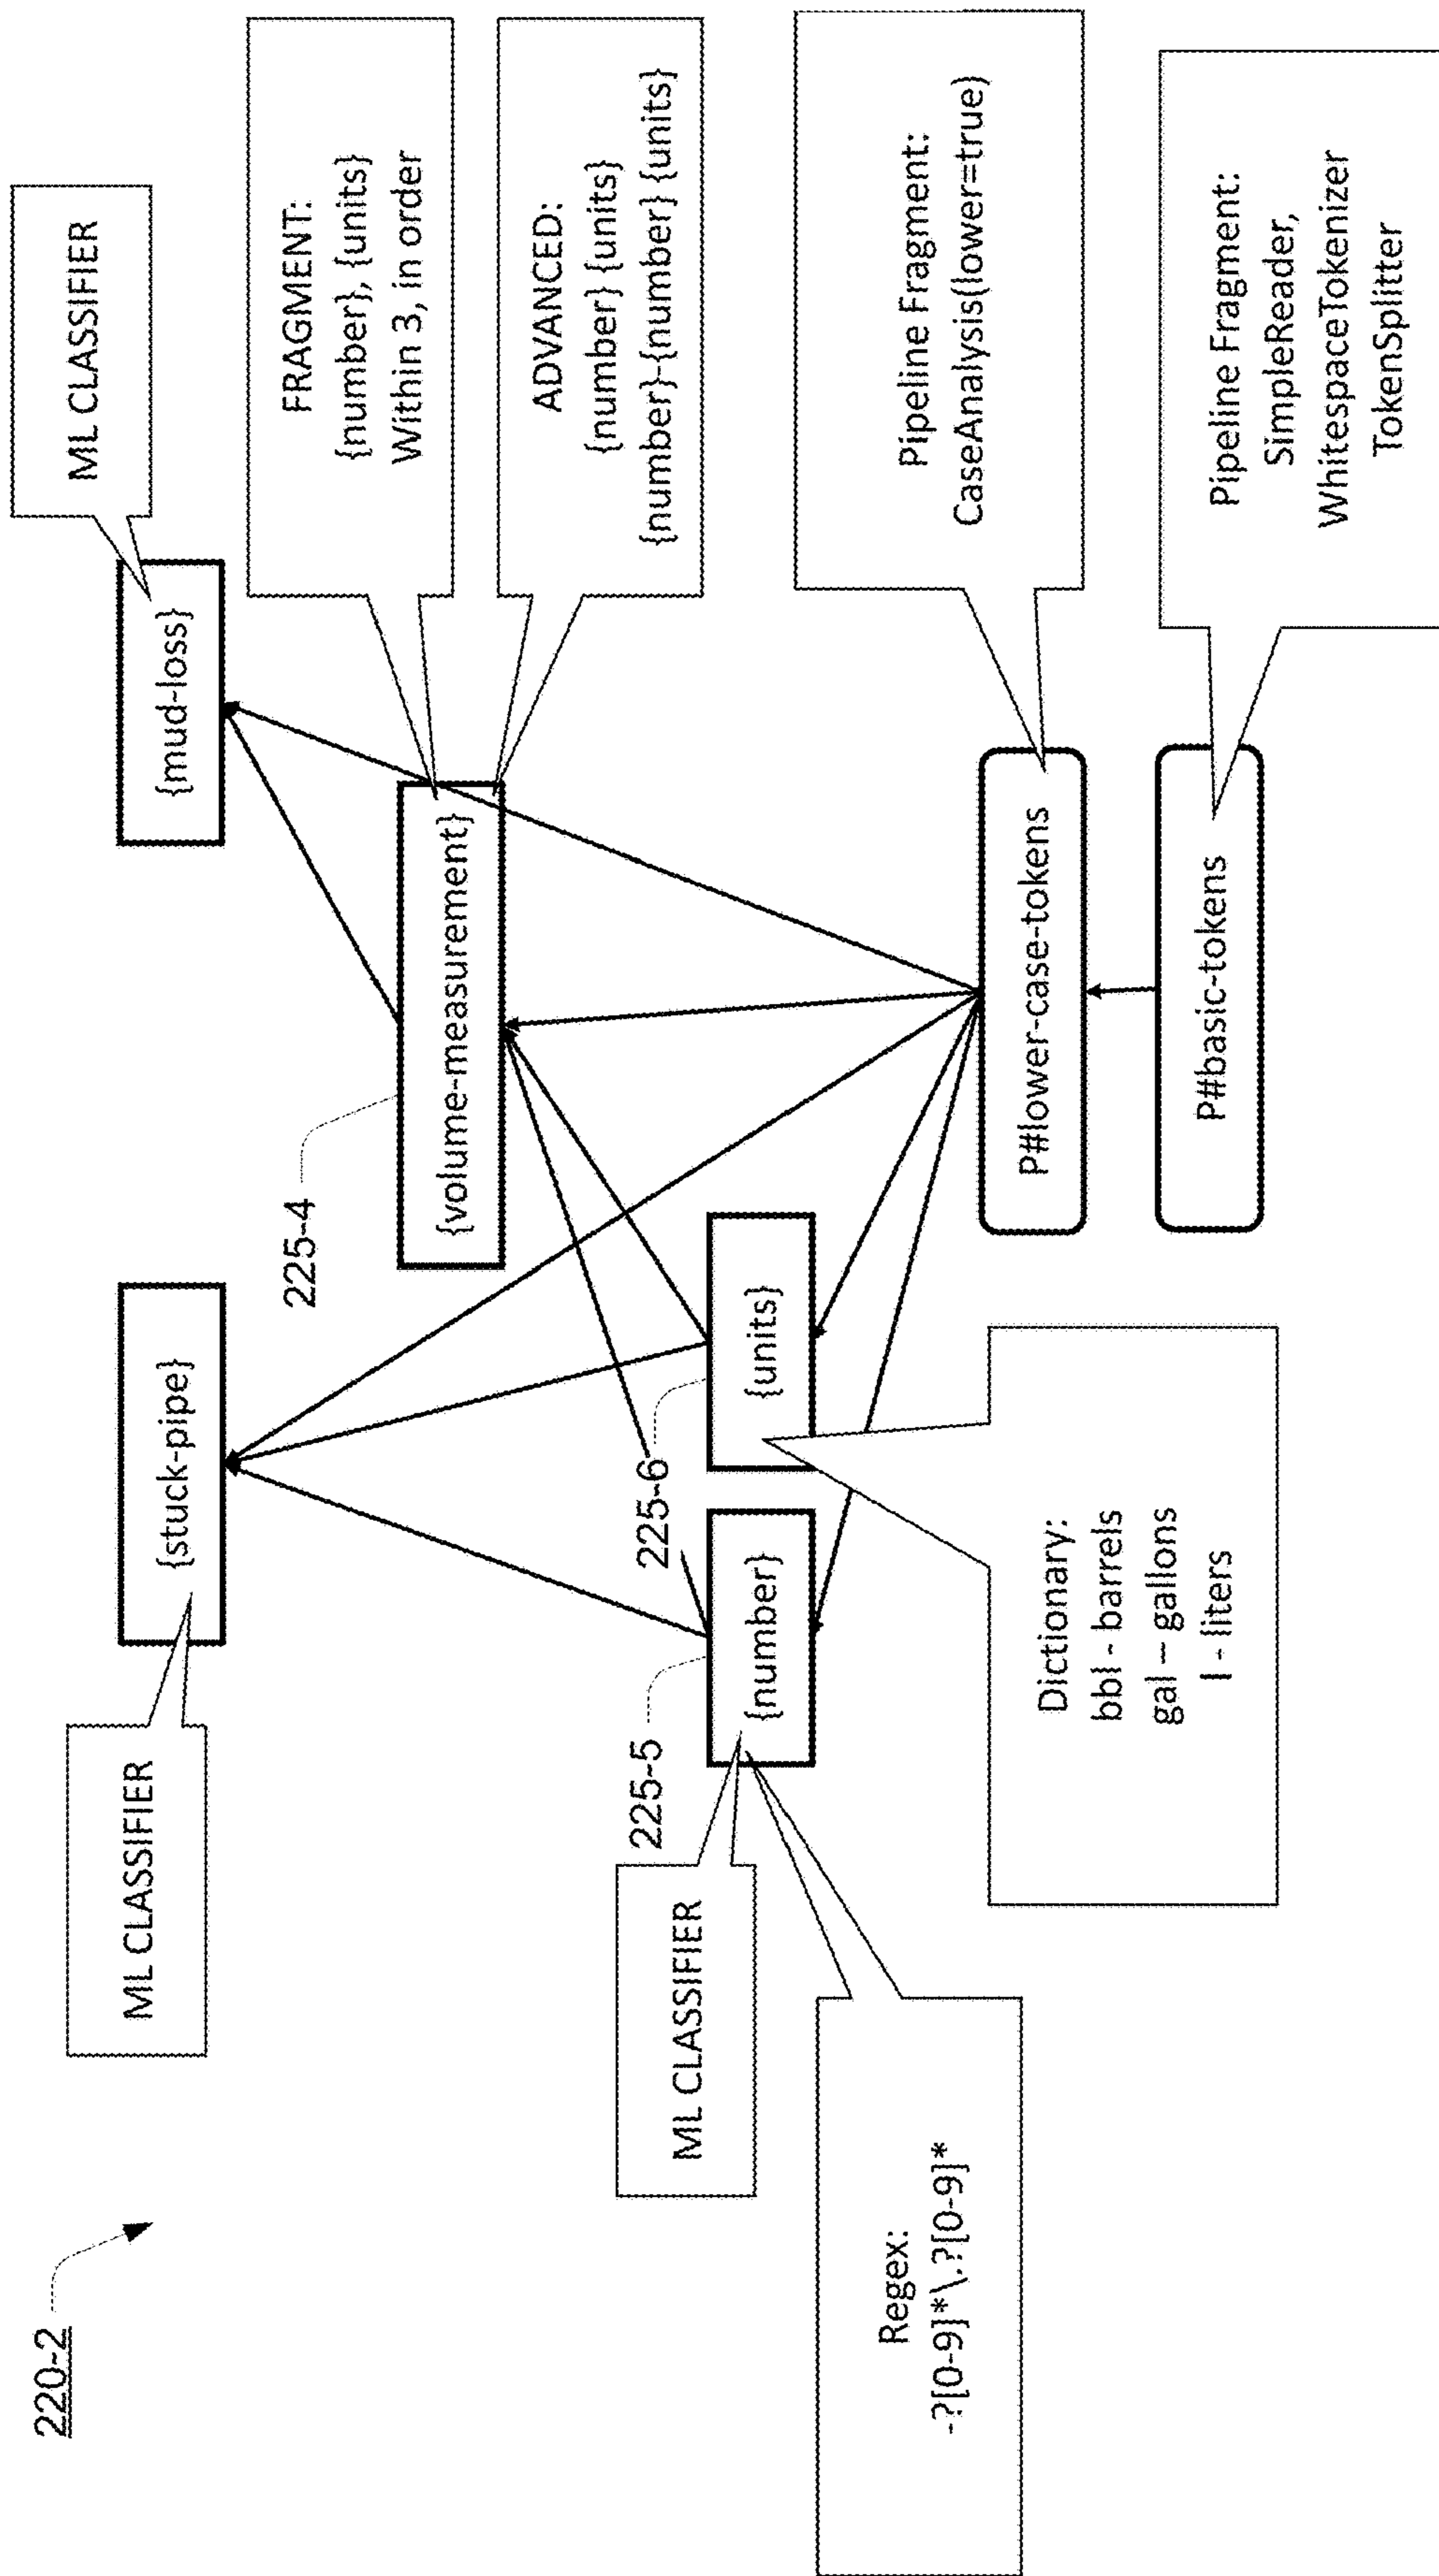 220-2
ML CLASSIFIER
{stuck-pipe}
{mud-loss}
ML CLASSIFIER
225-4
{volume-measurement}
FRAGMENT:
{number}, {units}
Within 3, in order
ADVANCED:
{number} {units}
{number}-{number} {units}
ML CLASSIFIER
225-5
{number}
225-6
{units}
Regex:
-?[0-9]*\.?[0-9]*
Dictionary:
bbl - barrels
gal – gallons
l - liters
P#lower-case-tokens
Pipeline Fragment:
CaseAnalysis(lower=true)
P#basic-tokens
Pipeline Fragment:
SimpleReader,
WhitespaceTokenizer
TokenSplitter